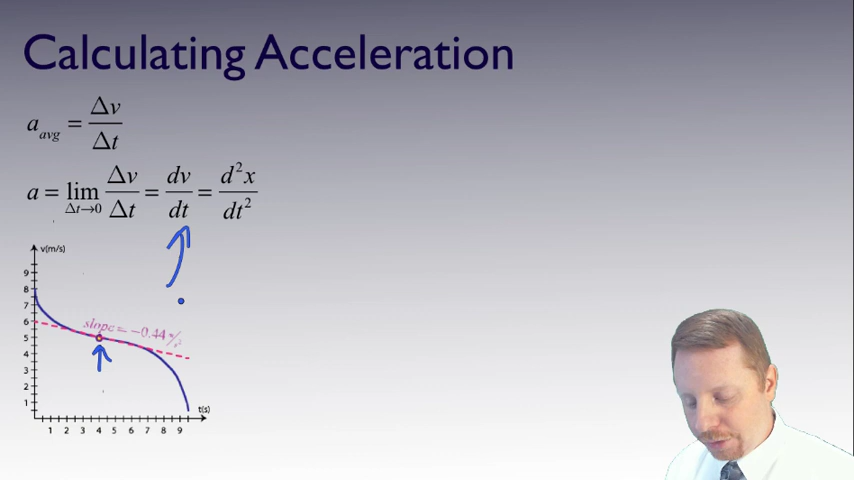 Calculating Acceleration
a_avg = Δv/Δt
a = lim_{Δt→0} Δv/Δt = dv/dt = d²x/dt²
v(m/s)
9
8
7
6
5
4
3
2
1
slope = -0.44 m/s²
t(s)
1 2 3 4 5 6 7 8 9